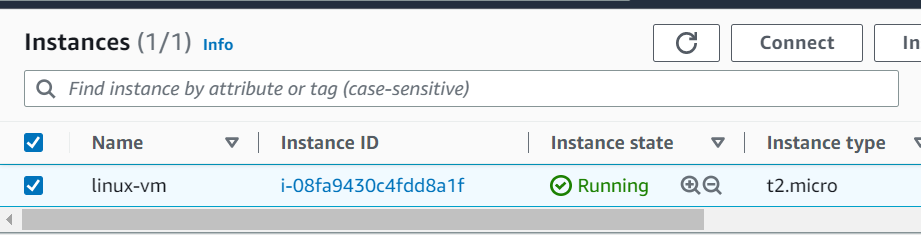 Instances (1/1) Info Connect In
Find instance by attribute or tag (case-sensitive)
Name Instance ID Instance state Instance type
linux-vm i-08fa9430c4fdd8a1f Running t2.micro